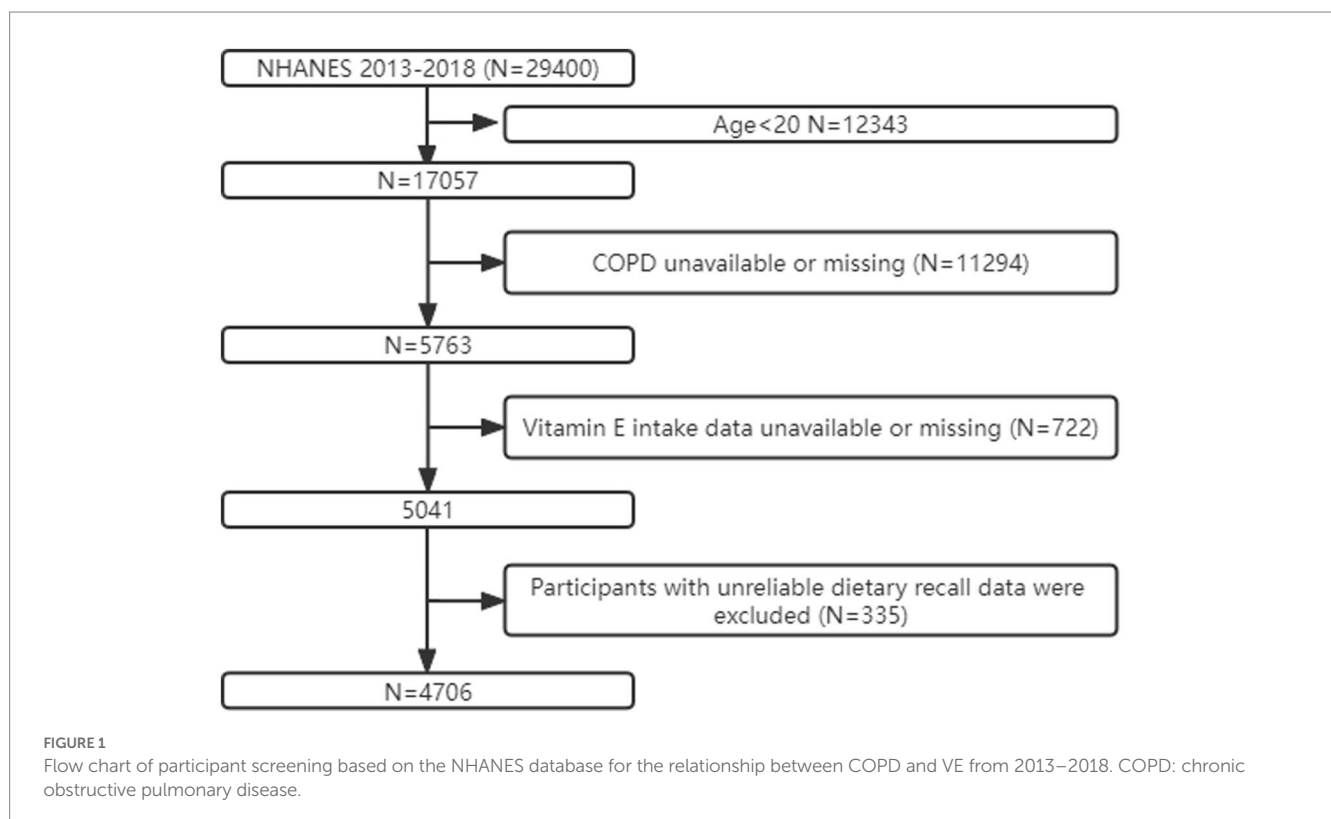 NHANES 2013-2018 (N=29400)
Age<20 N=12343
N=17057
COPD unavailable or missing (N=11294)
N=5763
Vitamin E intake data unavailable or missing (N=722)
5041
Participants with unreliable dietary recall data were
excluded (N=335)
N=4706
FIGURE 1
Flow chart of participant screening based on the NHANES database for the relationship between COPD and VE from 2013–2018. COPD: chronic
obstructive pulmonary disease.